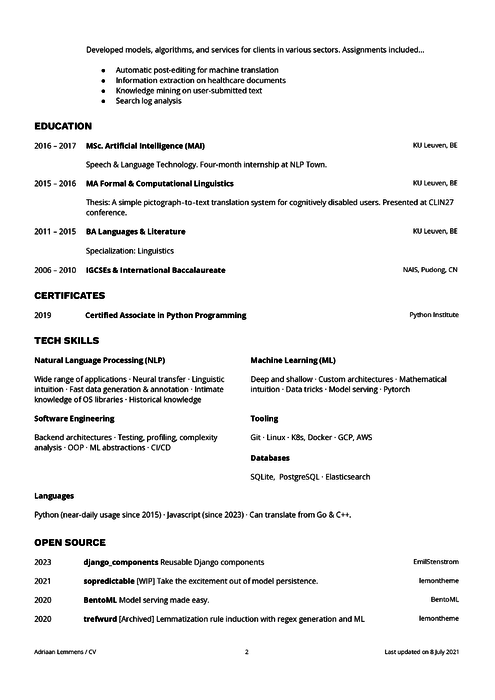 Developed models, algorithms, and services for clients in various sectors. Assignments included...
● Automatic post-editing for machine translation
● Information extraction on healthcare documents
● Knowledge mining on user-submitted text
● Search log analysis
EDUCATION
2016 – 2017 MSc. Artificial Intelligence (MAI) KU Leuven, BE
Speech & Language Technology. Four-month internship at NLP Town.
2015 – 2016 MA Formal & Computational Linguistics KU Leuven, BE
Thesis: A simple pictograph-to-text translation system for cognitively disabled users. Presented at CLIN27
conference.
2011 – 2015 BA Languages & Literature KU Leuven, BE
Specialization: Linguistics
2006 – 2010 IGCSEs & International Baccalaureate NAIS, Pudong, CN
CERTIFICATES
2019 Certified Associate in Python Programming Python Institute
TECH SKILLS
Natural Language Processing (NLP)
Wide range of applications · Neural transfer · Linguistic
intuition · Fast data generation & annotation · Intimate
knowledge of OS libraries · Historical knowledge
Machine Learning (ML)
Deep and shallow · Custom architectures · Mathematical
intuition · Data tricks · Model serving · Pytorch
Software Engineering
Backend architectures · Testing, profiling, complexity
analysis · OOP · ML abstractions · CI/CD
Tooling
Git · Linux · K8s, Docker · GCP, AWS
Databases
SQLite, PostgreSQL · Elasticsearch
Languages
Python (near-daily usage since 2015) · Javascript (since 2023) · Can translate from Go & C++.
OPEN SOURCE
2023 django_components Reusable Django components EmilStenstrom
2021 sopredictable [WIP] Take the excitement out of model persistence. lemontheme
2020 BentoML Model serving made easy. BentoML
2020 trefwurd [Archived] Lemmatization rule induction with regex generation and ML lemontheme
Adriaan Lemmens / CV 2 Last updated on 8 July 2021